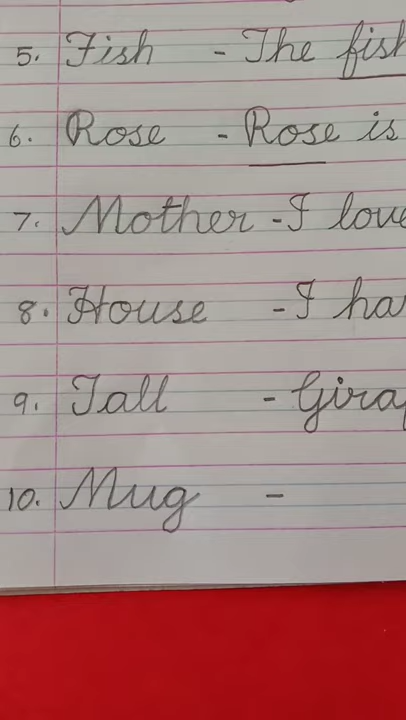 5. Fish - The fish
6. Rose - Rose is
7. Mother - I love
8. House - I ha
9. Tall - Gira
10. Mug -